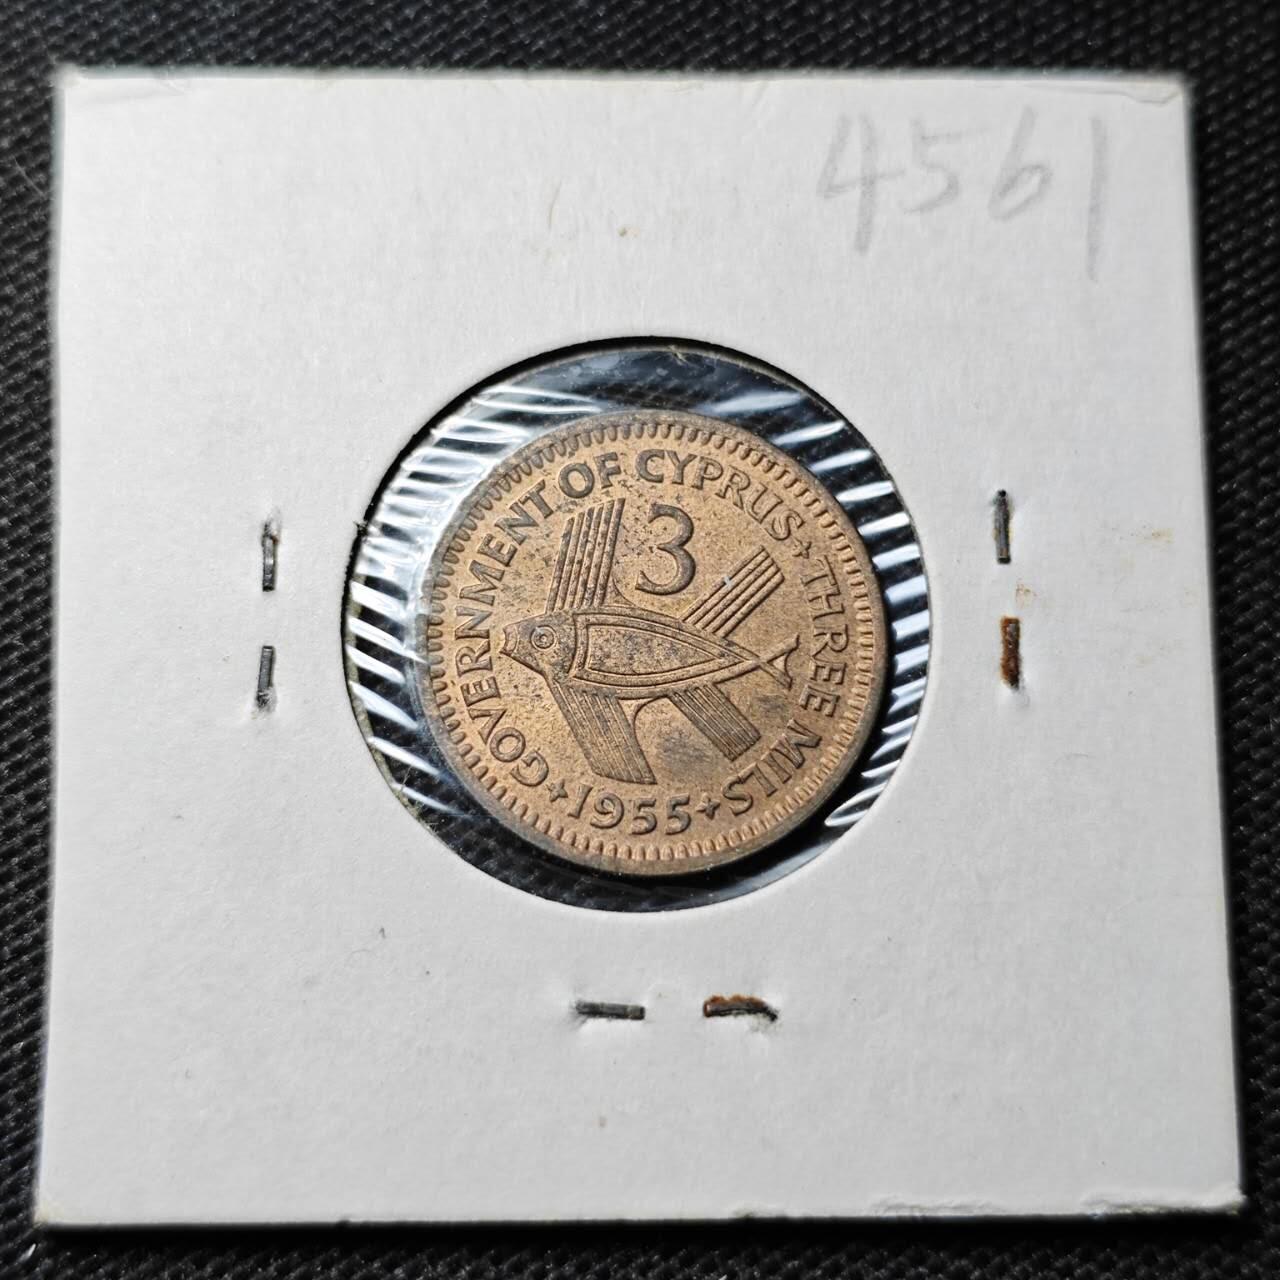 4561
GOVERNMENT OF CYPRUS
3
THREE MILS
1955